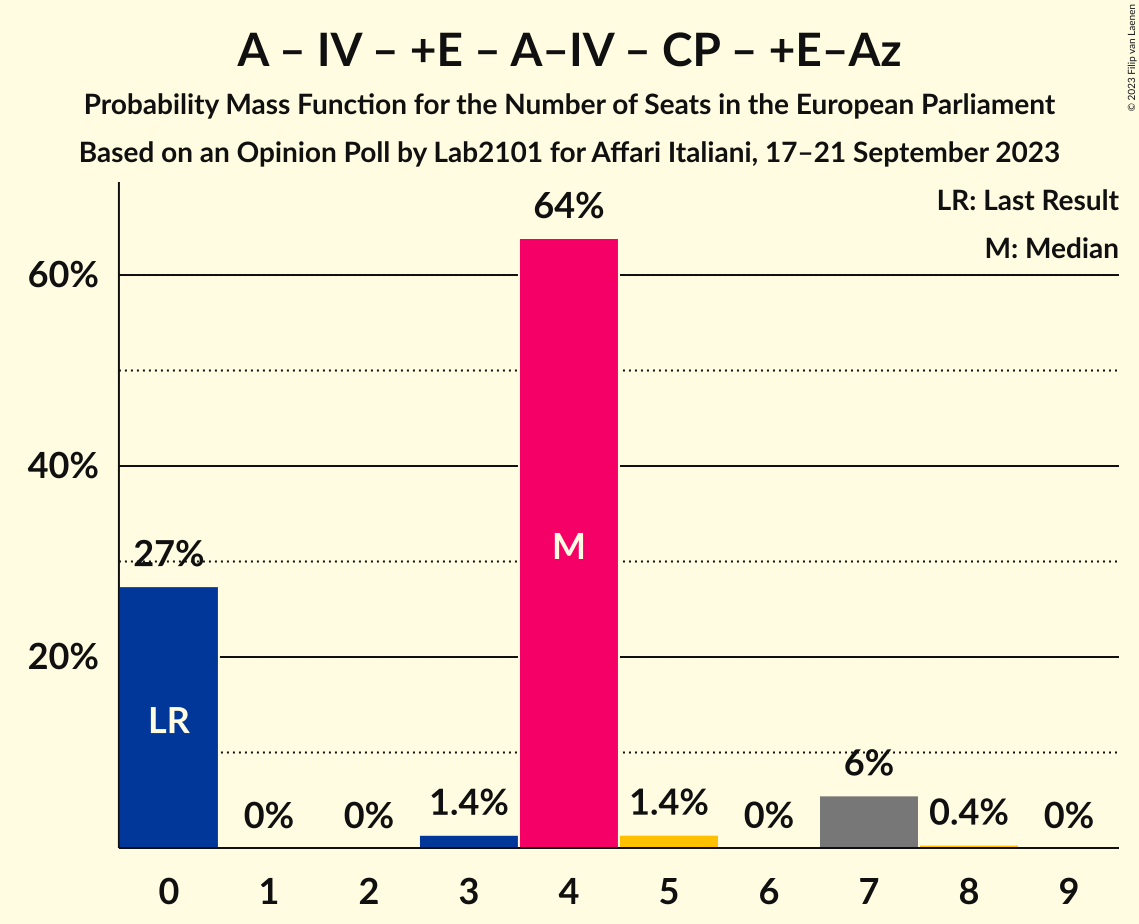 A – IV – +E – A–IV – CP – +E–Az
Probability Mass Function for the Number of Seats in the European Parliament
Based on an Opinion Poll by Lab2101 for Affari Italiani, 17–21 September 2023
© 2023 Filip van Laenen
LR: Last Result
M: Median
64%
60%
40%
27%
M
20%
LR
6%
1.4%
1.4%
0.4%
0%
0%
0%
0%
0 1 2 3 4 5 6 7 8 9